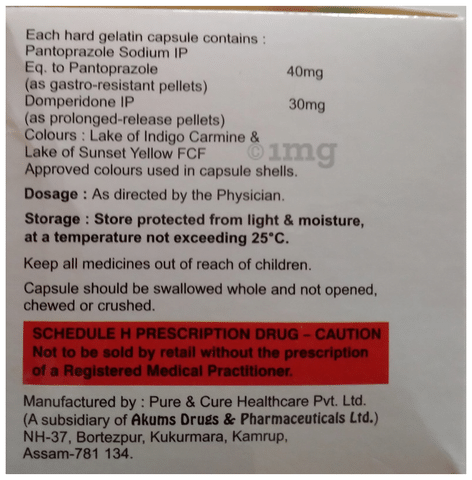 Each hard gelatin capsule contains :
Pantoprazole Sodium IP
Eq. to Pantoprazole 40mg
(as gastro-resistant pellets)
Domperidone IP 30mg
(as prolonged-release pellets)
Colours : Lake of Indigo Carmine &
Lake of Sunset Yellow FCF
©1mg
Approved colours used in capsule shells.
Dosage : As directed by the Physician.
Storage : Store protected from light & moisture,
at a temperature not exceeding 25°C.
Keep all medicines out of reach of children.
Capsule should be swallowed whole and not opened,
chewed or crushed.
SCHEDULE H PRESCRIPTION DRUG – CAUTION
Not to be sold by retail without the prescription
of a Registered Medical Practitioner.
Manufactured by : Pure & Cure Healthcare Pvt. Ltd.
(A subsidiary of Akums Drugs & Pharmaceuticals Ltd.)
NH-37, Bortezpur, Kukurmara, Kamrup,
Assam-781 134.